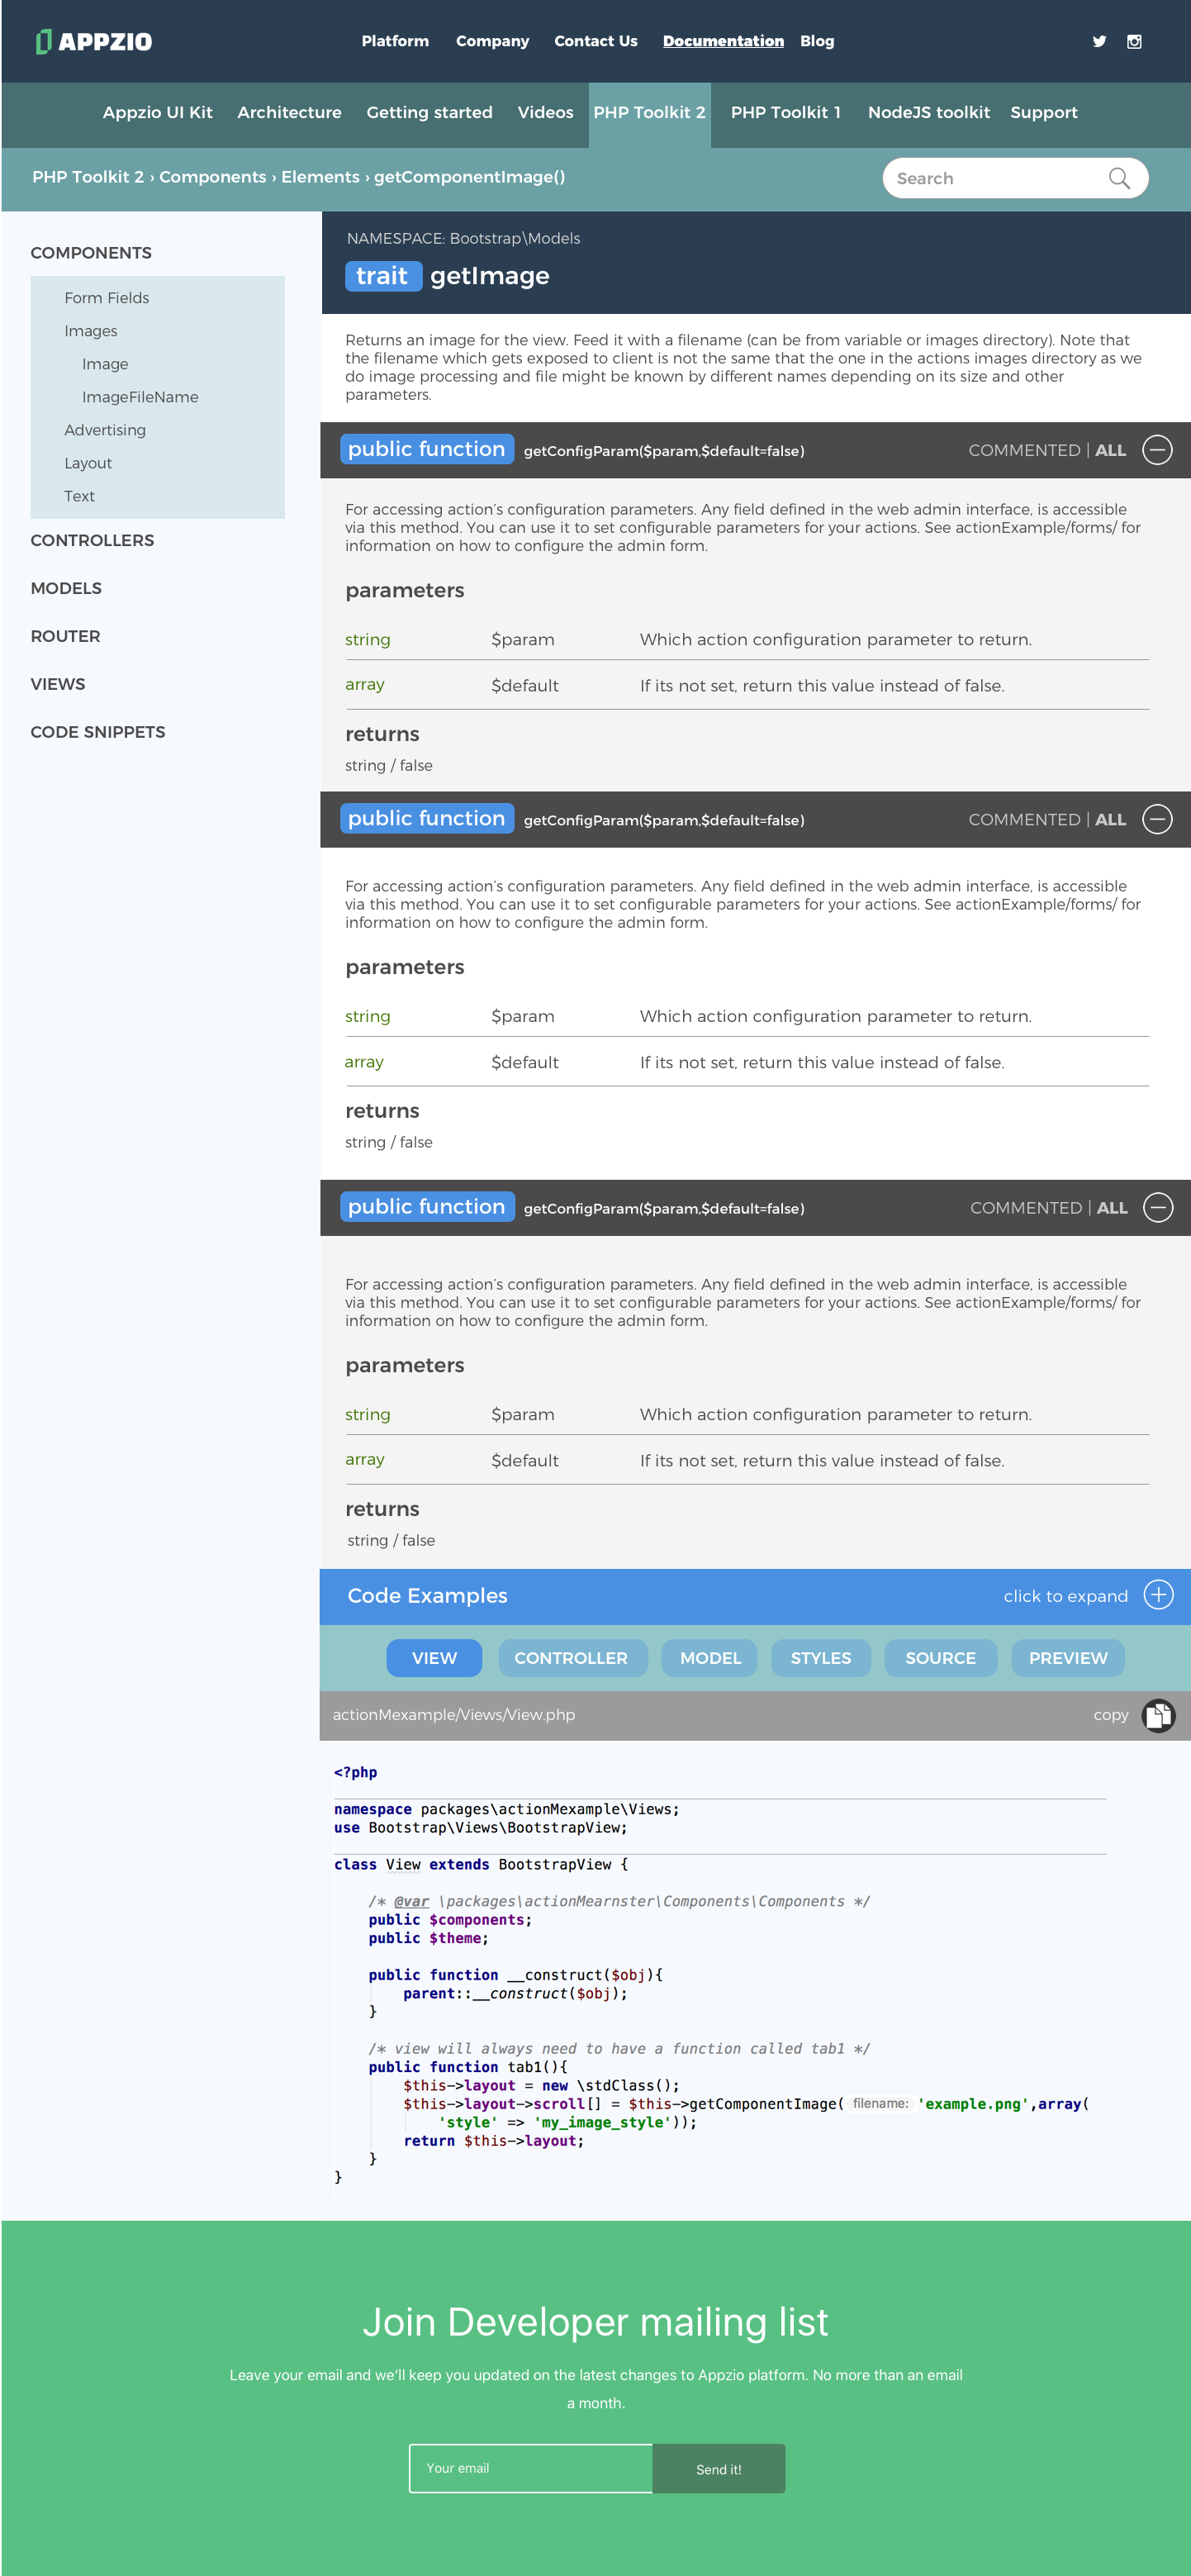 APPZIO
Platform Company Contact Us Documentation Blog
Appzio UI Kit Architecture Getting started Videos PHP Toolkit 2 PHP Toolkit 1 NodeJS toolkit Support
PHP Toolkit 2 › Components › Elements › getComponentImage()
Search
COMPONENTS
Form Fields
Images
Image
ImageFileName
Advertising
Layout
Text
CONTROLLERS
MODELS
ROUTER
VIEWS
CODE SNIPPETS
NAMESPACE: Bootstrap\Models
trait getImage
Returns an image for the view. Feed it with a filename (can be from variable or images directory). Note that
the filename which gets exposed to client is not the same that the one in the actions images directory as we
do image processing and file might be known by different names depending on its size and other
parameters.
public function getConfigParam($param,$default=false) COMMENTED | ALL
For accessing action’s configuration parameters. Any field defined in the web admin interface, is accessible
via this method. You can use it to set configurable parameters for your actions. See actionExample/forms/ for
information on how to configure the admin form.
parameters
string $param Which action configuration parameter to return.
array $default If its not set, return this value instead of false.
returns
string / false
public function getConfigParam($param,$default=false) COMMENTED | ALL
For accessing action’s configuration parameters. Any field defined in the web admin interface, is accessible
via this method. You can use it to set configurable parameters for your actions. See actionExample/forms/ for
information on how to configure the admin form.
parameters
string $param Which action configuration parameter to return.
array $default If its not set, return this value instead of false.
returns
string / false
public function getConfigParam($param,$default=false) COMMENTED | ALL
For accessing action’s configuration parameters. Any field defined in the web admin interface, is accessible
via this method. You can use it to set configurable parameters for your actions. See actionExample/forms/ for
information on how to configure the admin form.
parameters
string $param Which action configuration parameter to return.
array $default If its not set, return this value instead of false.
returns
string / false
Code Examples click to expand
VIEW CONTROLLER MODEL STYLES SOURCE PREVIEW
actionMexample/Views/View.php copy
<?php
namespace packages\actionMexample\Views;
use Bootstrap\Views\BootstrapView;
class View extends BootstrapView {
/* @var \packages\actionMearnster\Components\Components */
public $components;
public $theme;
public function __construct($obj){
parent::__construct($obj);
}
/* view will always need to have a function called tab1 */
public function tab1(){
$this->layout = new \stdClass();
$this->layout->scroll[] = $this->getComponentImage( filename: 'example.png',array(
'style' => 'my_image_style'));
return $this->layout;
}
}
Join Developer mailing list
Leave your email and we’ll keep you updated on the latest changes to Appzio platform. No more than an email
a month.
Your email Send it!